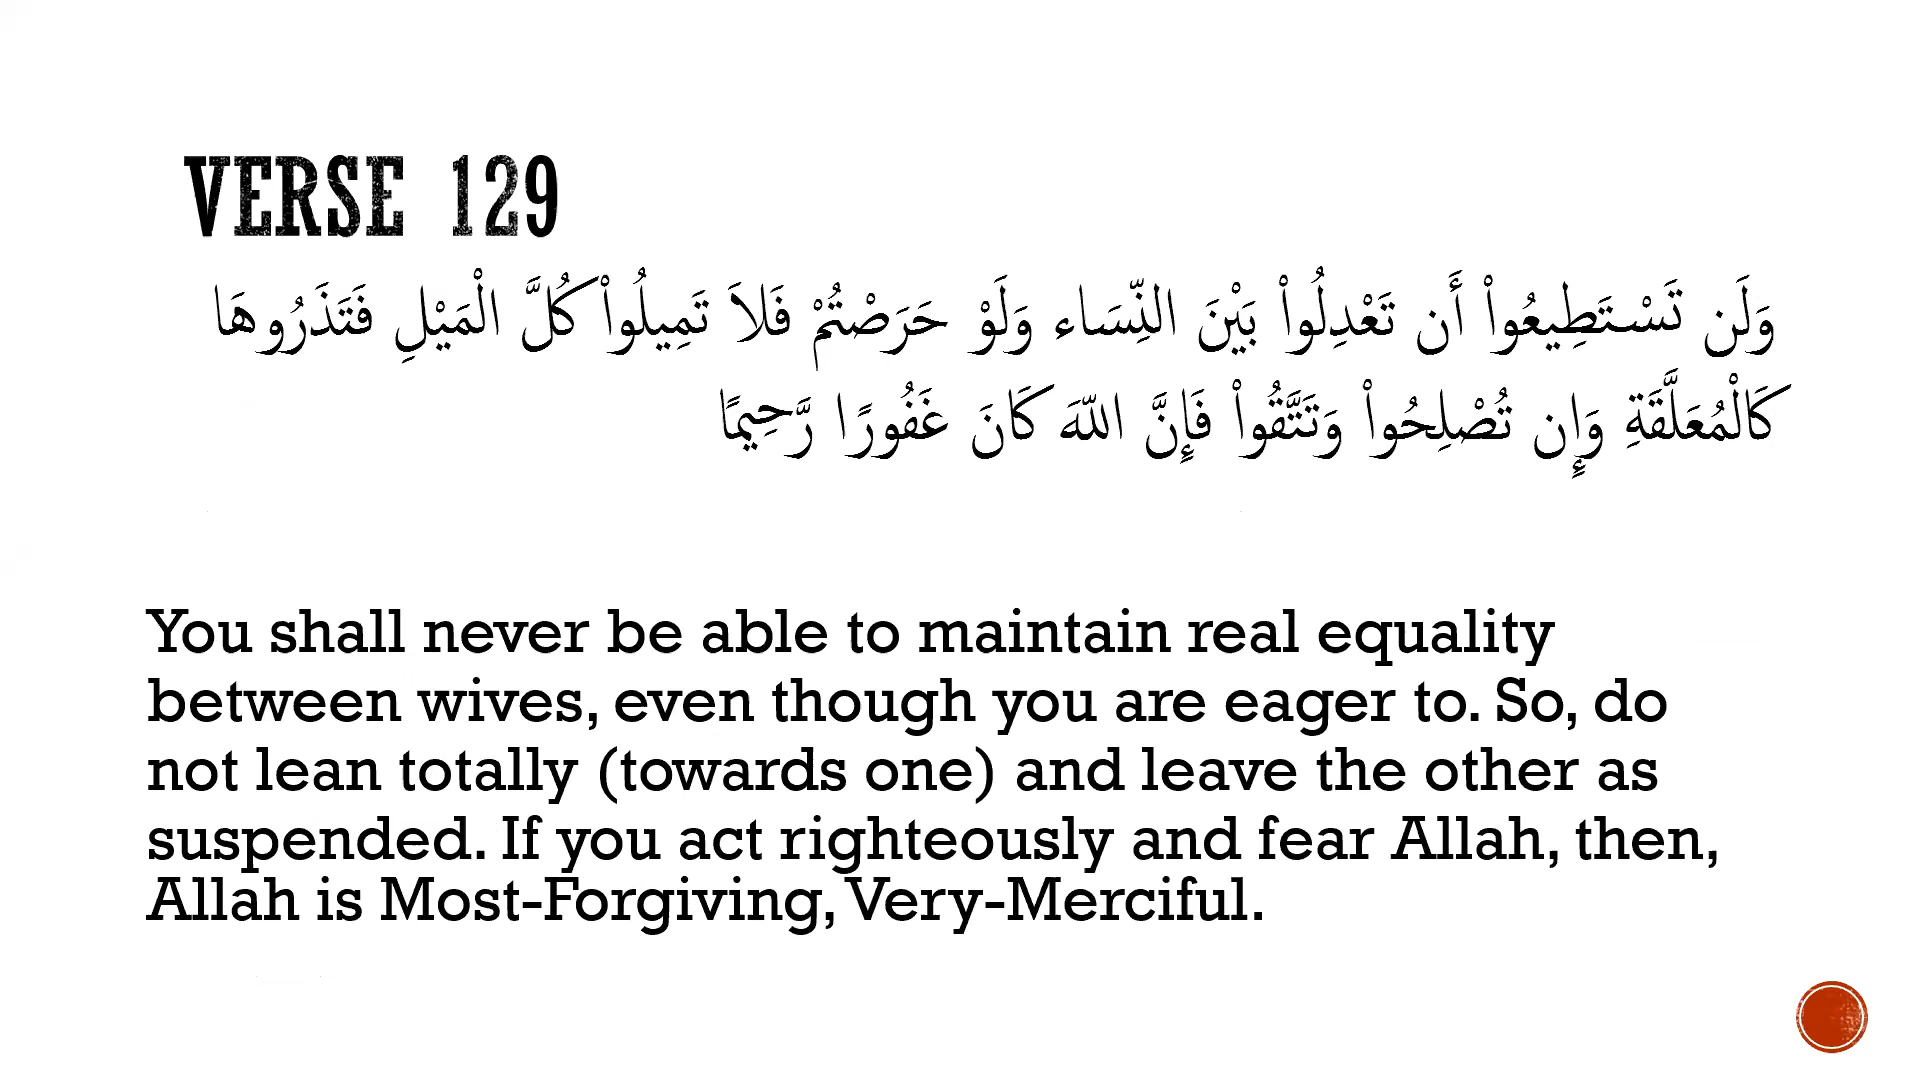 VERSE 129
وَلَن تَسْتَطِيعُواْ أَن تَعْدِلُواْ بَيْنَ النِّسَاء وَلَوْ حَرَصْتُمْ فَلاَ تَمِيلُواْ كُلَّ الْمَيْلِ فَتَذَرُوهَا
كَالْمُعَلَّقَةِ وَإِن تُصْلِحُواْ وَتَتَّقُواْ فَإِنَّ اللّهَ كَانَ غَفُورًا رَّحِيمًا
You shall never be able to maintain real equality
between wives, even though you are eager to. So, do
not lean totally (towards one) and leave the other as
suspended. If you act righteously and fear Allah, then,
Allah is Most-Forgiving, Very-Merciful.